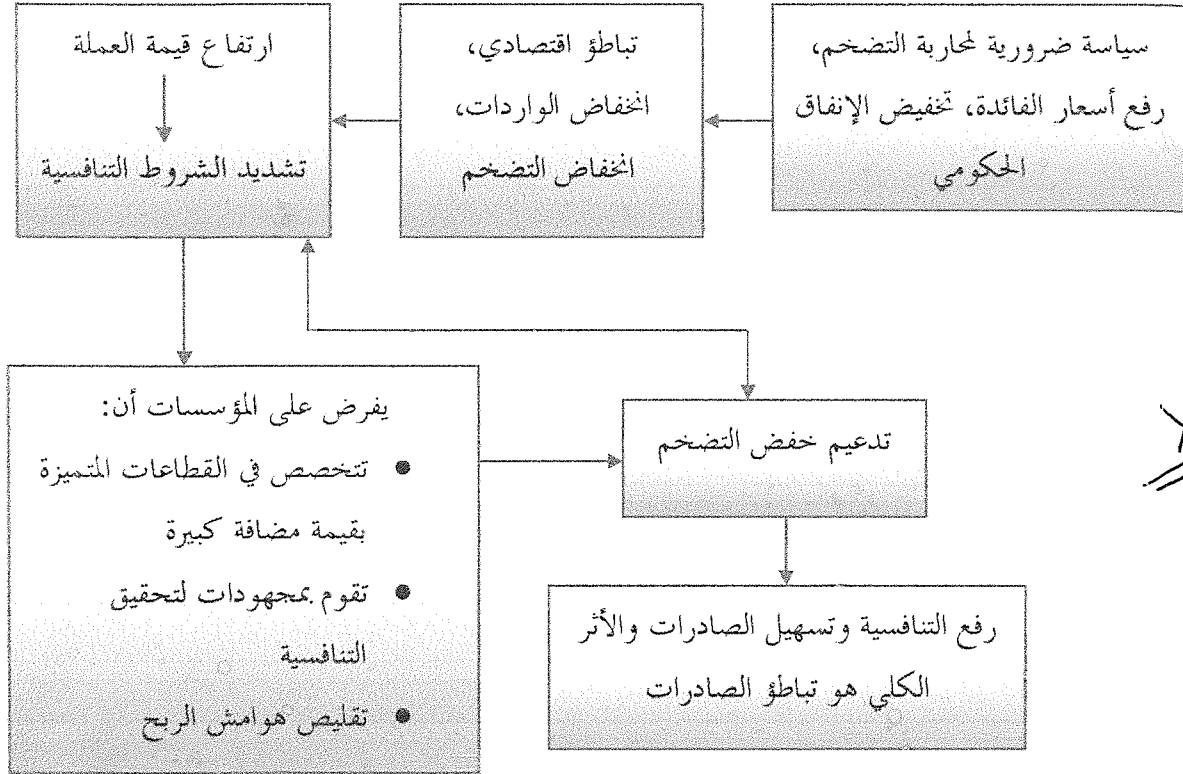 سياسة ضرورية لمحاربة التضخم،
رفع أسعار الفائدة، تخفيض الإنفاق
الحكومي
تباطؤ اقتصادي،
انخفاض الواردات،
انخفاض التضخم
ارتفاع قيمة العملة
تشديد الشروط التنافسية
يفرض على المؤسسات أن:
• تتخصص في القطاعات المتميزة
بقيمة مضافة كبيرة
• تقوم بمجهودات لتحقيق
التنافسية
• تقليص هوامش الربح
تدعيم خفض التضخم
رفع التنافسية وتسهيل الصادرات والأثر
الكلي هو تباطؤ الصادرات